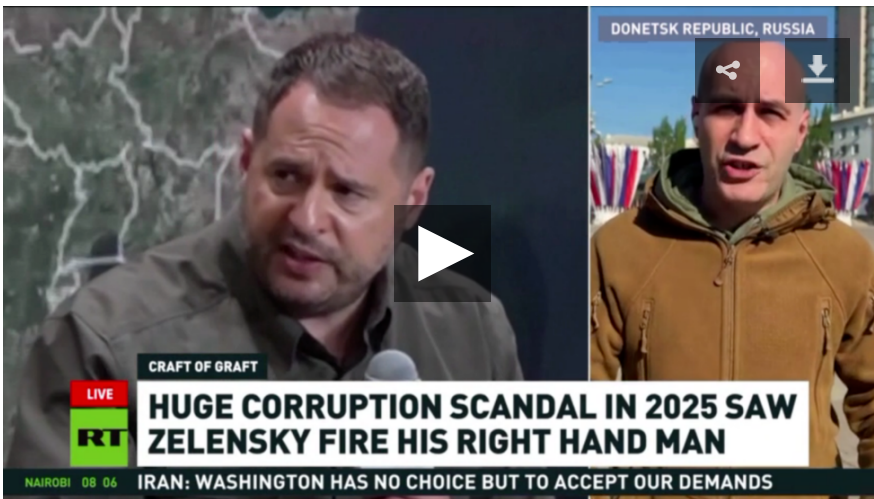 DONETSK REPUBLIC, RUSSIA
CRAFT OF GRAFT
LIVE
HUGE CORRUPTION SCANDAL IN 2025 SAW
RT
ZELENSKY FIRE HIS RIGHT HAND MAN
NAIROBI 08 06 IRAN: WASHINGTON HAS NO CHOICE BUT TO ACCEPT OUR DEMANDS